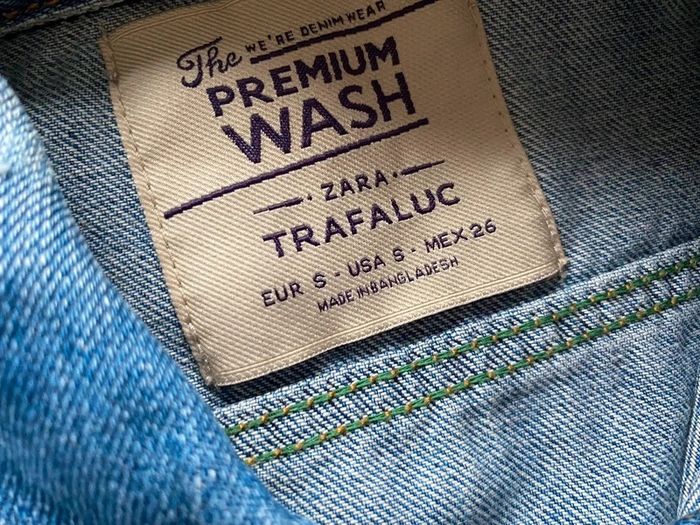 The WE'RE DENIM WEAR
PREMIUM
WASH
· ZARA ·
TRAFALUC
EUR S - USA S - MEX 26
MADE IN BANGLADESH